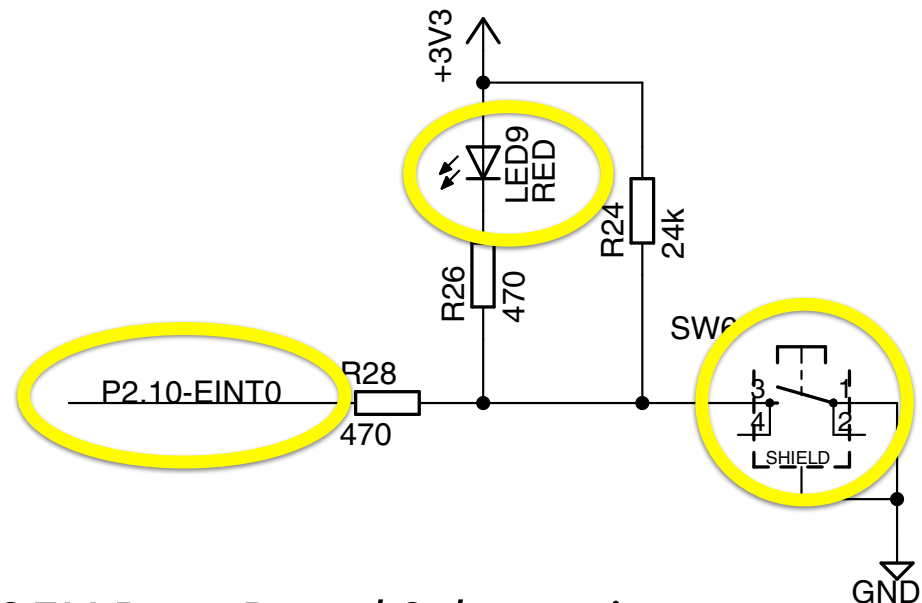 +3V3
LED9
RED
R24
24k
R26
470
SW6
P2.10-EINT0
R28
470
3 1
4 2
SHIELD
GND